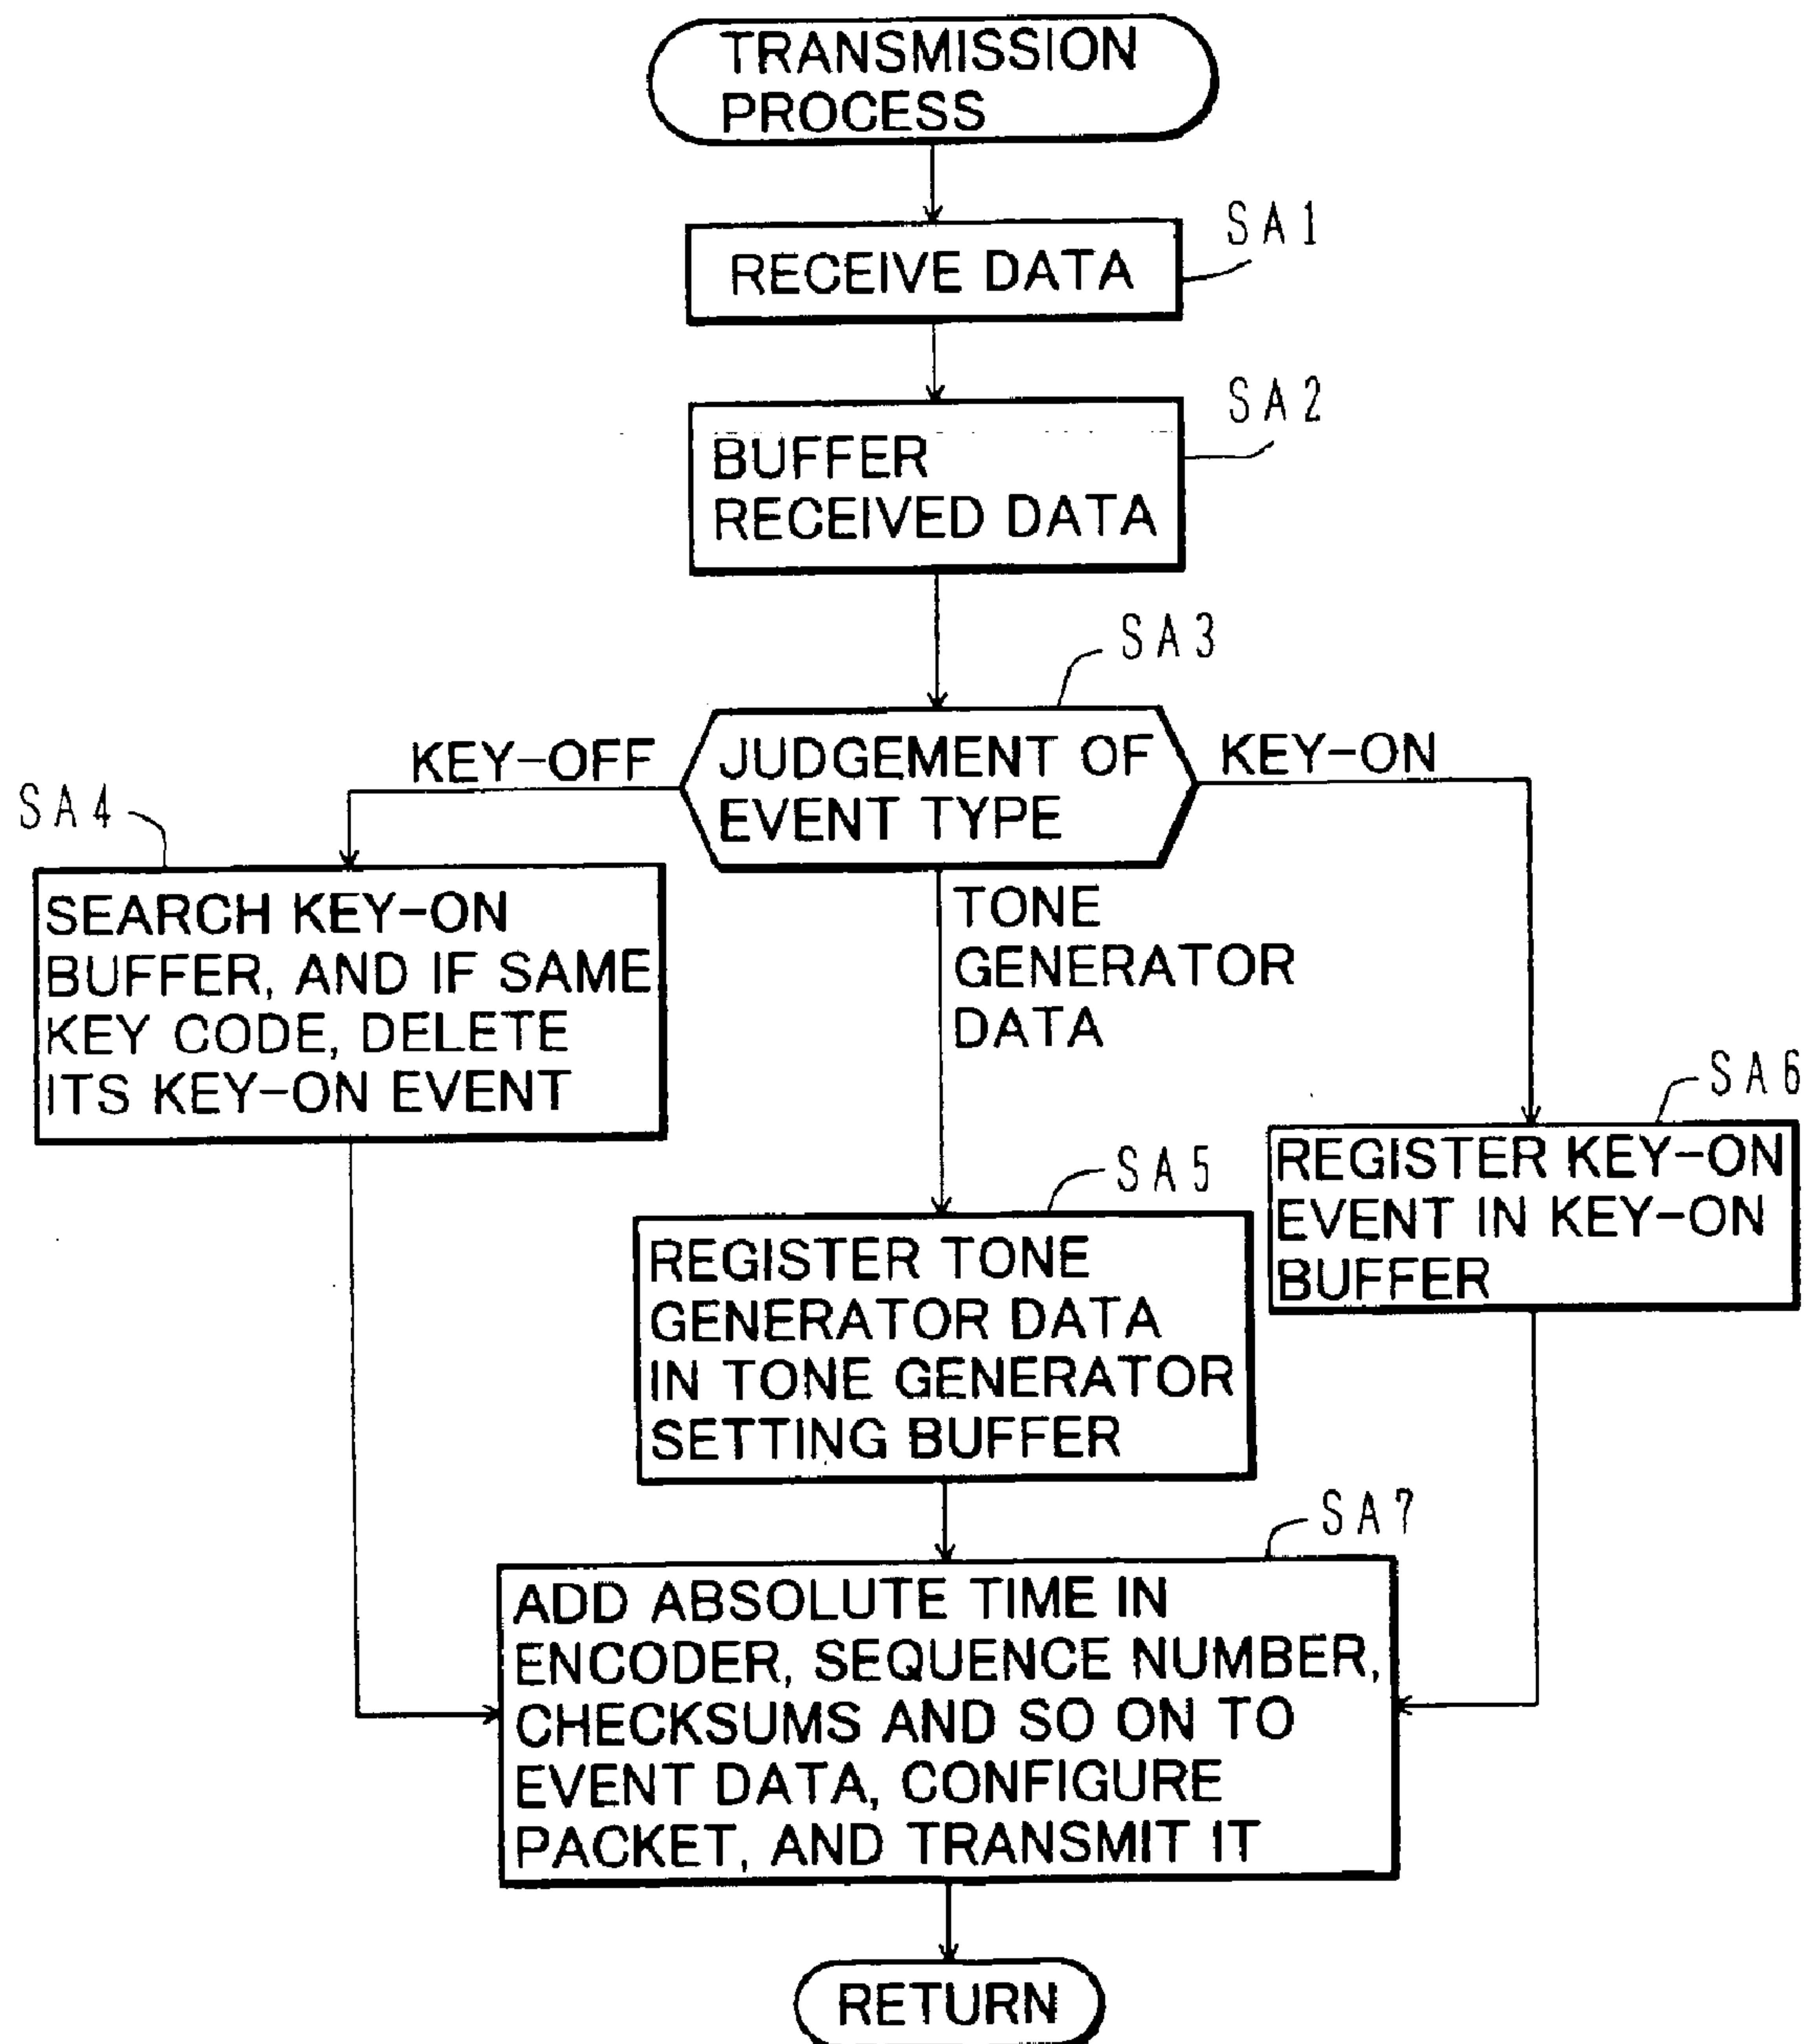 TRANSMISSION
PROCESS
SA1
RECEIVE DATA
SA2
BUFFER
RECEIVED DATA
SA3
KEY-OFF
JUDGEMENT OF
EVENT TYPE
KEY-ON
SA4
SEARCH KEY-ON
BUFFER, AND IF SAME
KEY CODE, DELETE
ITS KEY-ON EVENT
TONE
GENERATOR
DATA
SA6
REGISTER KEY-ON
EVENT IN KEY-ON
BUFFER
SA5
REGISTER TONE
GENERATOR DATA
IN TONE GENERATOR
SETTING BUFFER
SA7
ADD ABSOLUTE TIME IN
ENCODER, SEQUENCE NUMBER,
CHECKSUMS AND SO ON TO
EVENT DATA, CONFIGURE
PACKET, AND TRANSMIT IT
RETURN